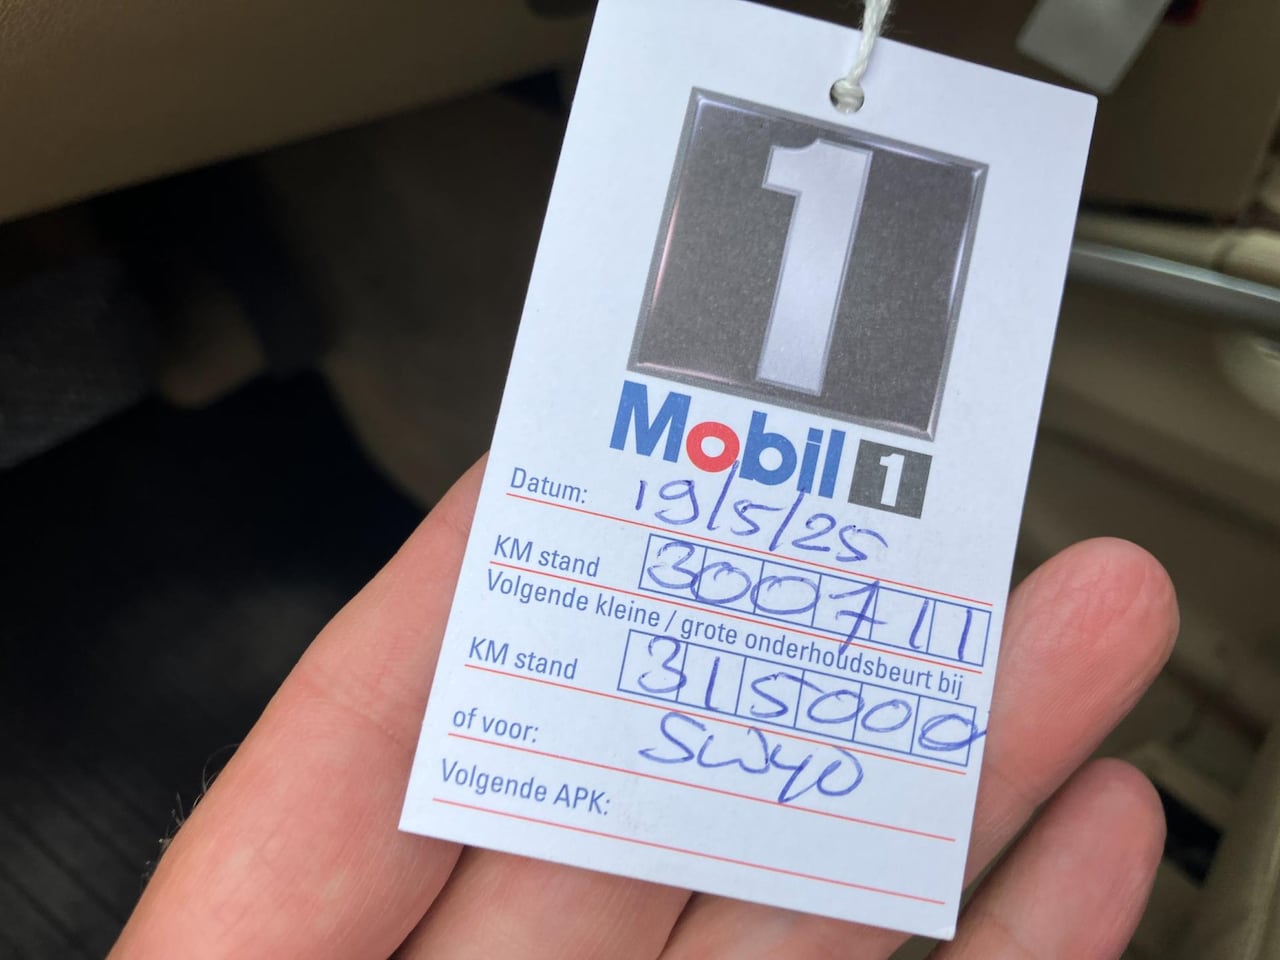 1
Mobil 1
Datum: 19/5/25
KM stand 300711
Volgende kleine / grote onderhoudsbeurt bij
KM stand 315000
of voor: 5W40
Volgende APK: